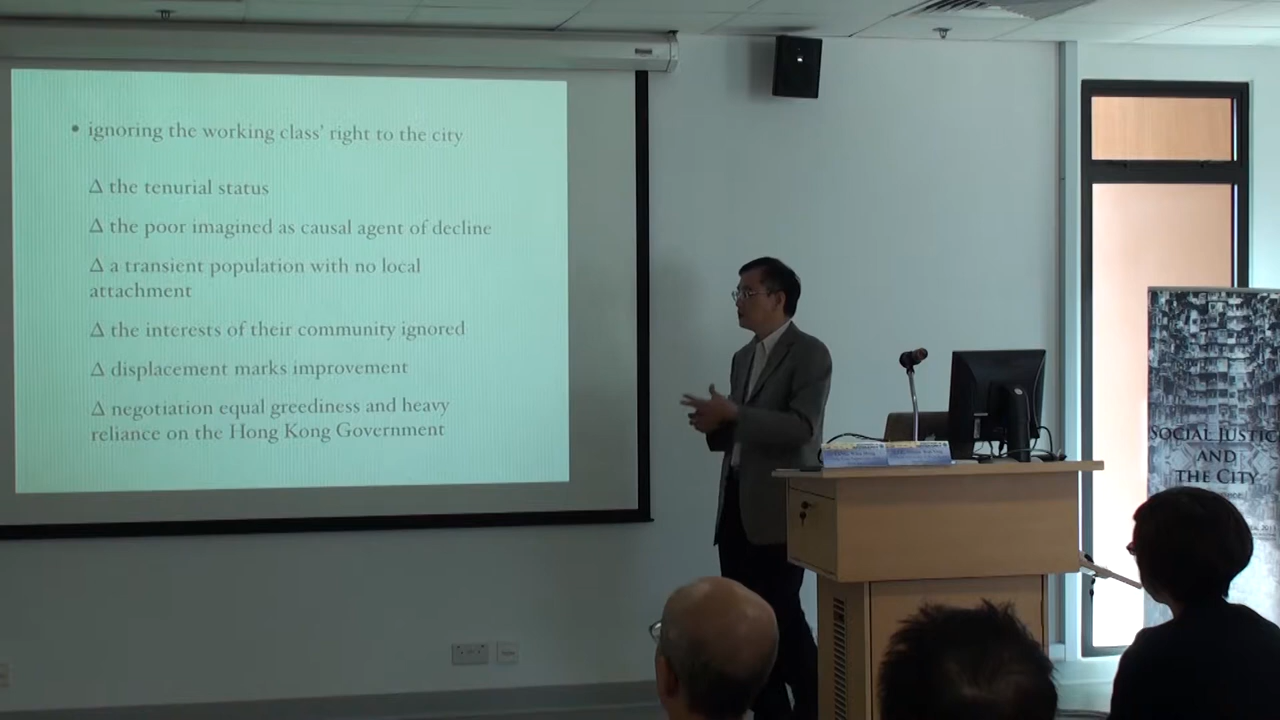 • ignoring the working class' right to the city
Δ the tenurial status
Δ the poor imagined as causal agent of decline
Δ a transient population with no local
attachment
Δ the interests of their community ignored
Δ displacement marks improvement
Δ negotiation equal greediness and heavy
reliance on the Hong Kong Government
SOCIAL JUSTIC
AND
THE CITY